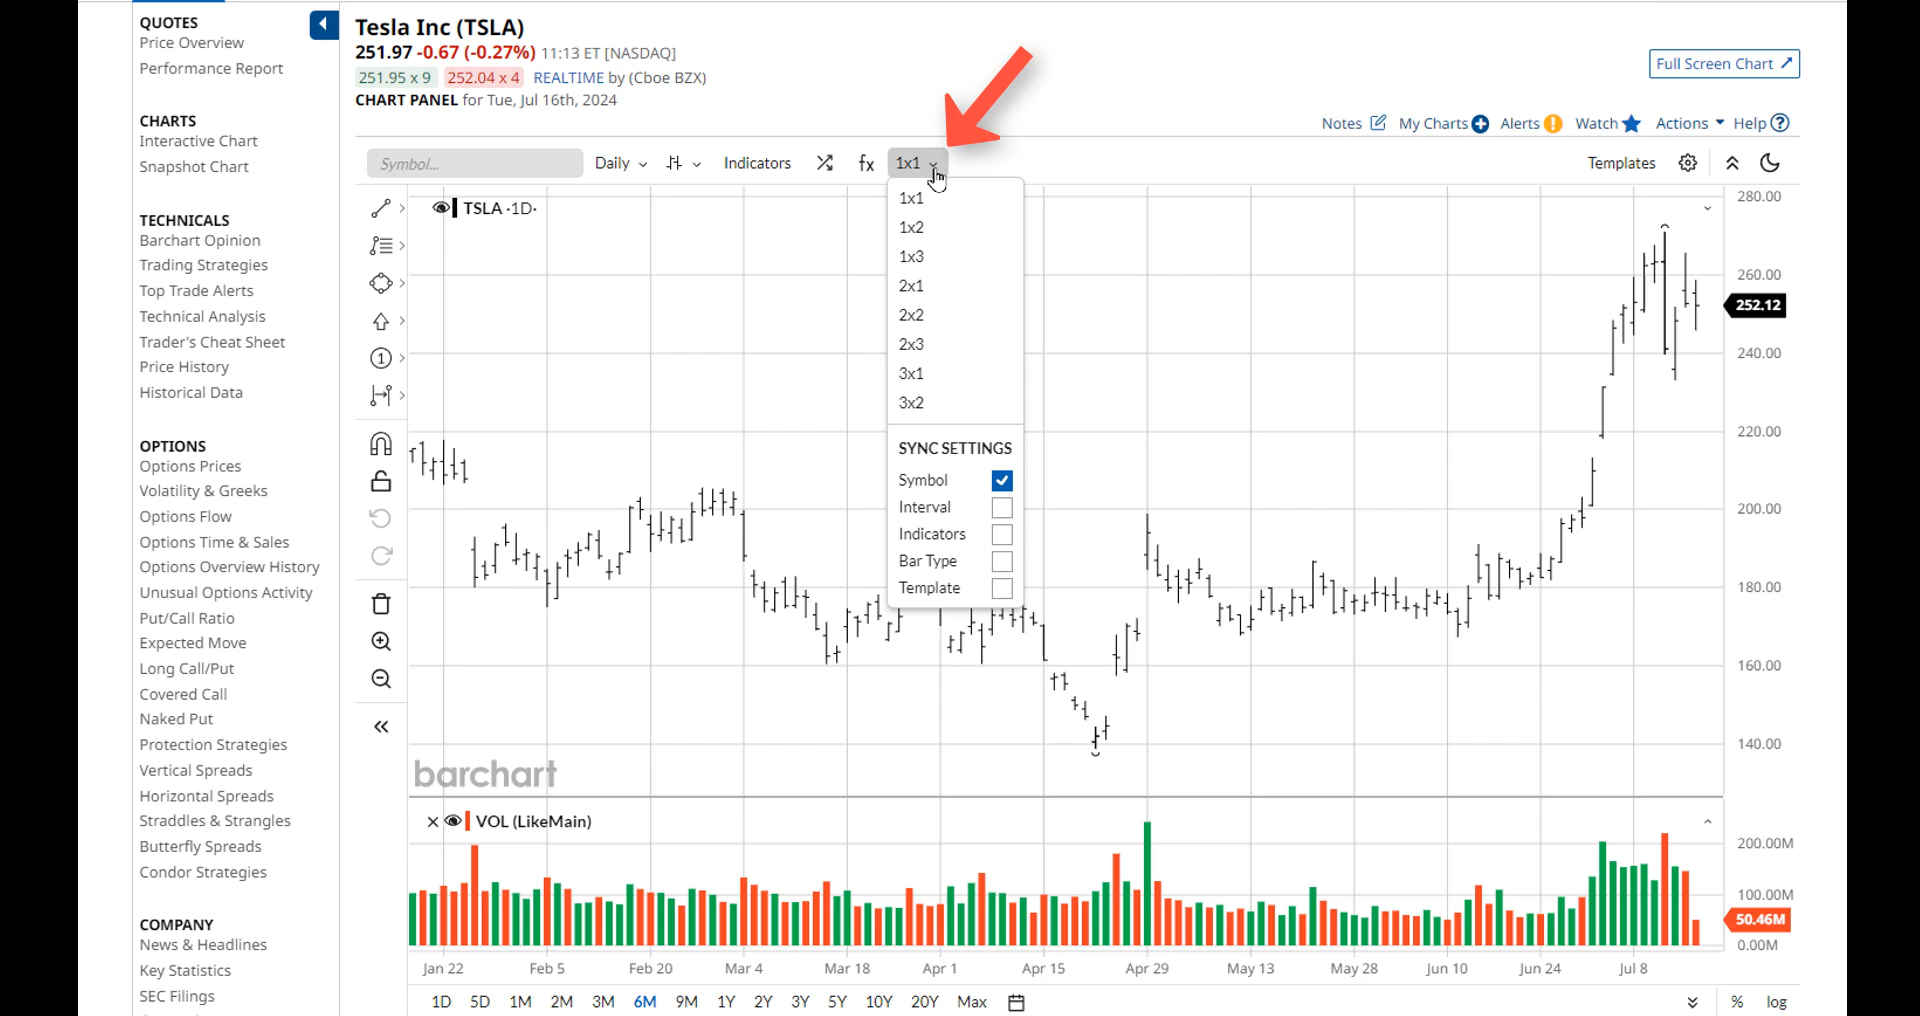 QUOTES
Price Overview
Performance Report
CHARTS
Interactive Chart
Snapshot Chart
TECHNICALS
Barchart Opinion
Trading Strategies
Top Trade Alerts
Technical Analysis
Trader's Cheat Sheet
Price History
Historical Data
OPTIONS
Options Prices
Volatility & Greeks
Options Flow
Options Time & Sales
Options Overview History
Unusual Options Activity
Put/Call Ratio
Expected Move
Long Call/Put
Covered Call
Naked Put
Protection Strategies
Vertical Spreads
Horizontal Spreads
Straddles & Strangles
Butterfly Spreads
Condor Strategies
COMPANY
News & Headlines
Key Statistics
SEC Filings
Tesla Inc (TSLA)
251.97 -0.67 (-0.27%) 11:13 ET [NASDAQ]
251.95 x 9 252.04 x 4 REALTIME by (Cboe BZX)
CHART PANEL for Tue, Jul 16th, 2024
Full Screen Chart
Notes My Charts Alerts Watch Actions Help
Symbol... Daily Indicators fx 1x1 Templates
TSLA ·1D·
1x1
1x2
1x3
2x1
2x2
2x3
3x1
3x2
SYNC SETTINGS
Symbol
Interval
Indicators
Bar Type
Template
280.00
260.00
252.12
240.00
220.00
200.00
180.00
160.00
140.00
barchart
VOL (LikeMain)
200.00M
100.00M
50.46M
0.00M
Jan 22 Feb 5 Feb 20 Mar 4 Mar 18 Apr 1 Apr 15 Apr 29 May 13 May 28 Jun 10 Jun 24 Jul 8
1D 5D 1M 2M 3M 6M 9M 1Y 2Y 3Y 5Y 10Y 20Y Max % log